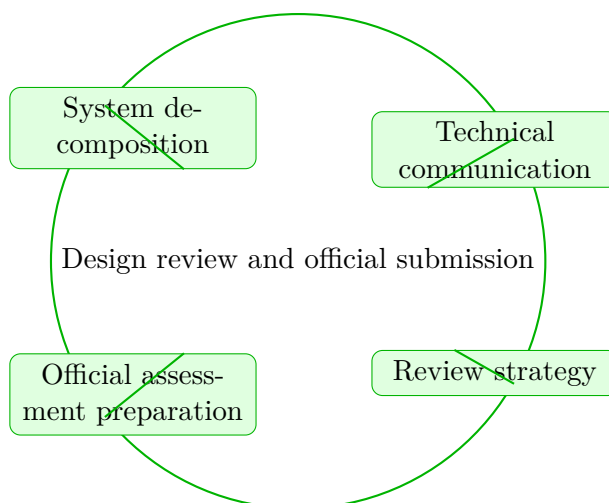 System de-
composition
Technical
communication
Design review and official submission
Official assess-
ment preparation
Review strategy